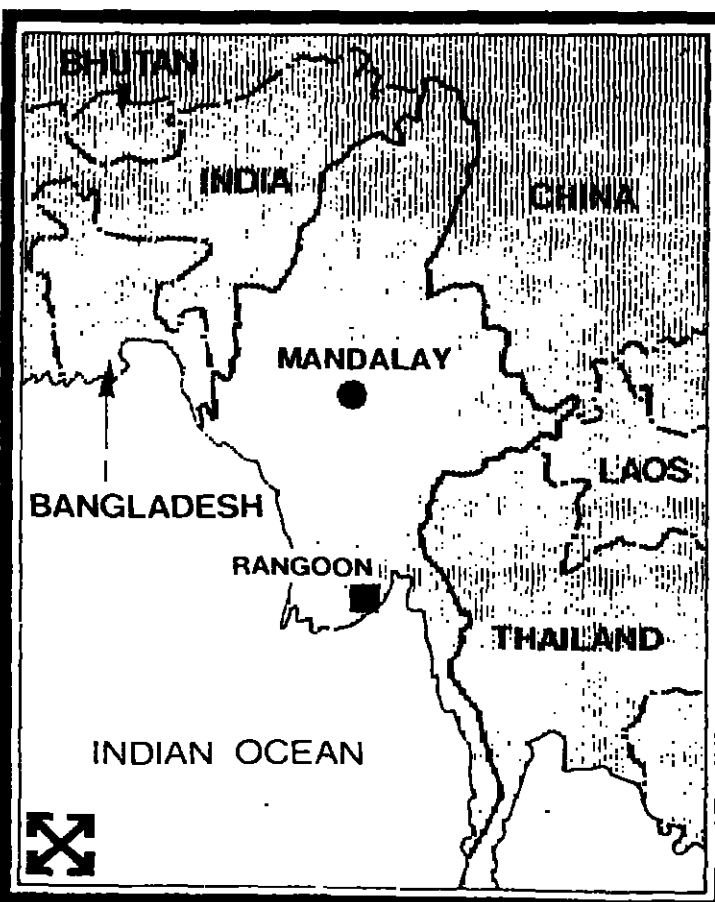 BHUTAN
INDIA
CHINA
MANDALAY
LAOS
BANGLADESH
RANGOON
THAILAND
INDIAN OCEAN